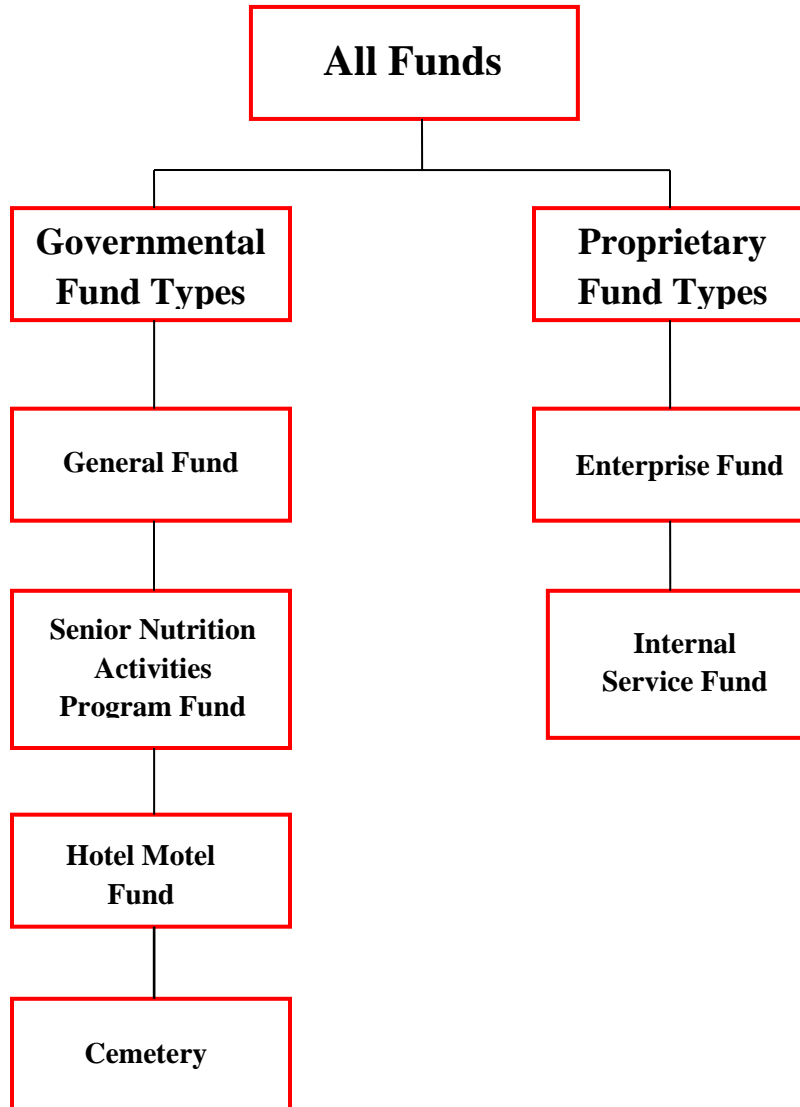 All Funds
Governmental
Fund Types
Proprietary
Fund Types
General Fund
Enterprise Fund
Senior Nutrition
Activities
Program Fund
Internal
Service Fund
Hotel Motel
Fund
Cemetery